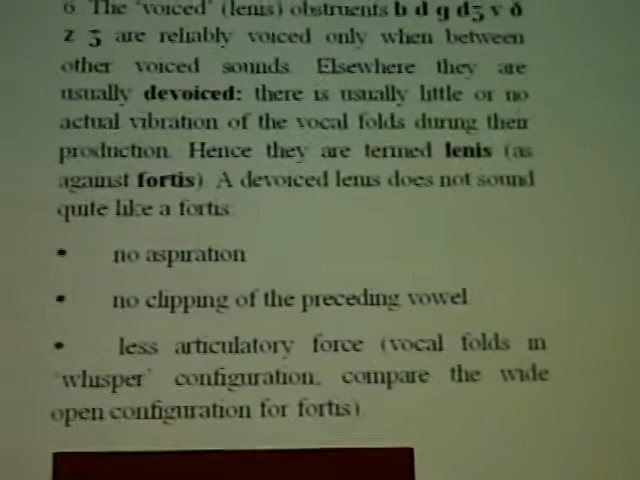 6 The 'voiced' (lenis) obstruents b d g dʒ v ð
z ʒ are reliably voiced only when between
other voiced sounds. Elsewhere they are
usually devoiced: there is usually little or no
actual vibration of the vocal folds during their
production. Hence they are termed lenis (as
against fortis). A devoiced lenis does not sound
quite like a fortis:
• no aspiration
• no clipping of the preceding vowel
• less articulatory force (vocal folds in
'whisper' configuration, compare the wide
open configuration for fortis)